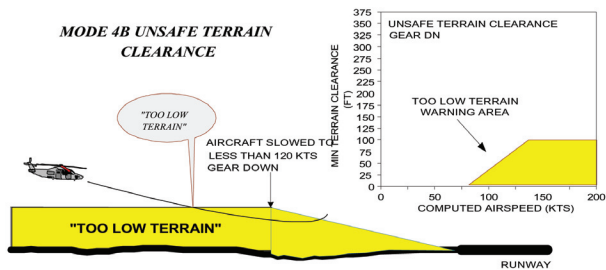 MODE 4B UNSAFE TERRAIN
CLEARANCE
"TOO LOW
TERRAIN"
AIRCRAFT SLOWED TO
LESS THAN 120 KTS
GEAR DOWN
"TOO LOW TERRAIN"
RUNWAY
UNSAFE TERRAIN CLEARANCE
GEAR DN
MIN TERRAIN CLEARANCE
(FT)
375
350
325
300
275
250
225
200
175
150
125
100
75
50
25
0
TOO LOW TERRAIN
WARNING AREA
0 50 100 150 200
COMPUTED AIRSPEED (KTS)